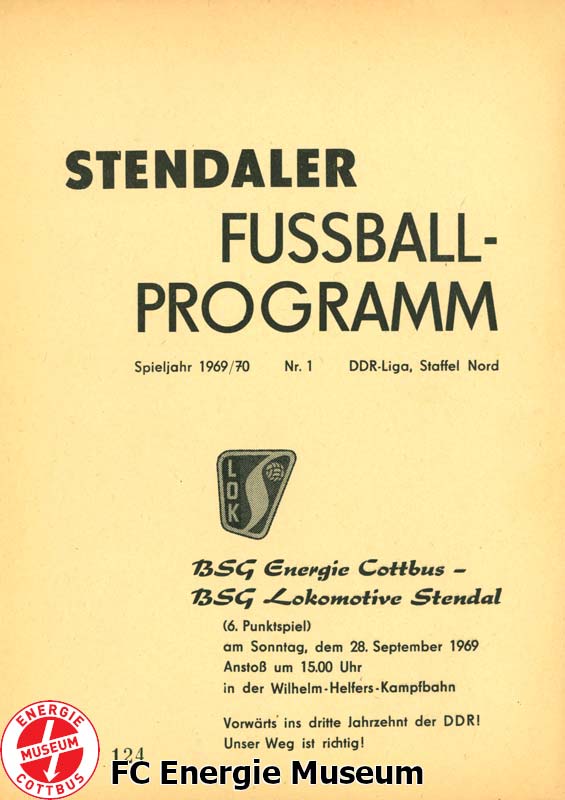 STENDALER
FUSSBALL-
PROGRAMM
Spieljahr 1969/70 Nr. 1 DDR-Liga, Staffel Nord
LOK
BSG Energie Cottbus –
BSG Lokomotive Stendal
(6. Punktspiel)
am Sonntag, dem 28. September 1969
Anstoß um 15.00 Uhr
in der Wilhelm-Helfers-Kampfbahn
Vorwärts ins dritte Jahrzehnt der DDR!
Unser Weg ist richtig!
ENERGIE
MUSEUM
COTTBUS
124
FC Energie Museum